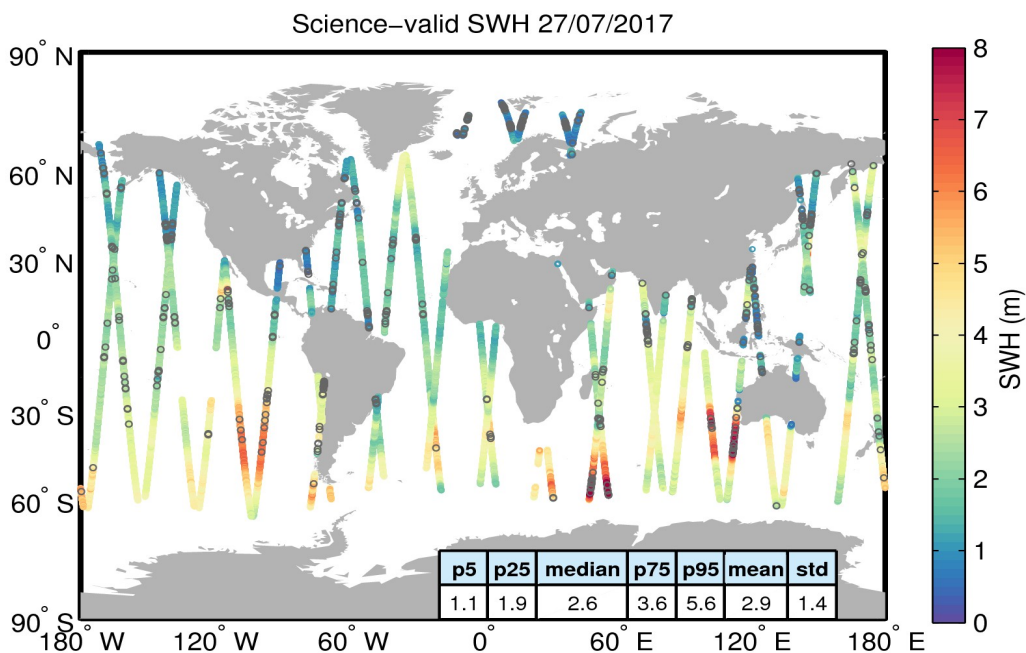 Science−valid SWH 27/07/2017
90° N
60° N
30° N
0°
30° S
60° S
90° S
180° W
120° W
60° W
0°
60° E
120° E
180° E
p5 p25 median p75 p95 mean std
1.1 1.9 2.6 3.6 5.6 2.9 1.4
8
7
6
5
4
3
2
1
0
SWH (m)